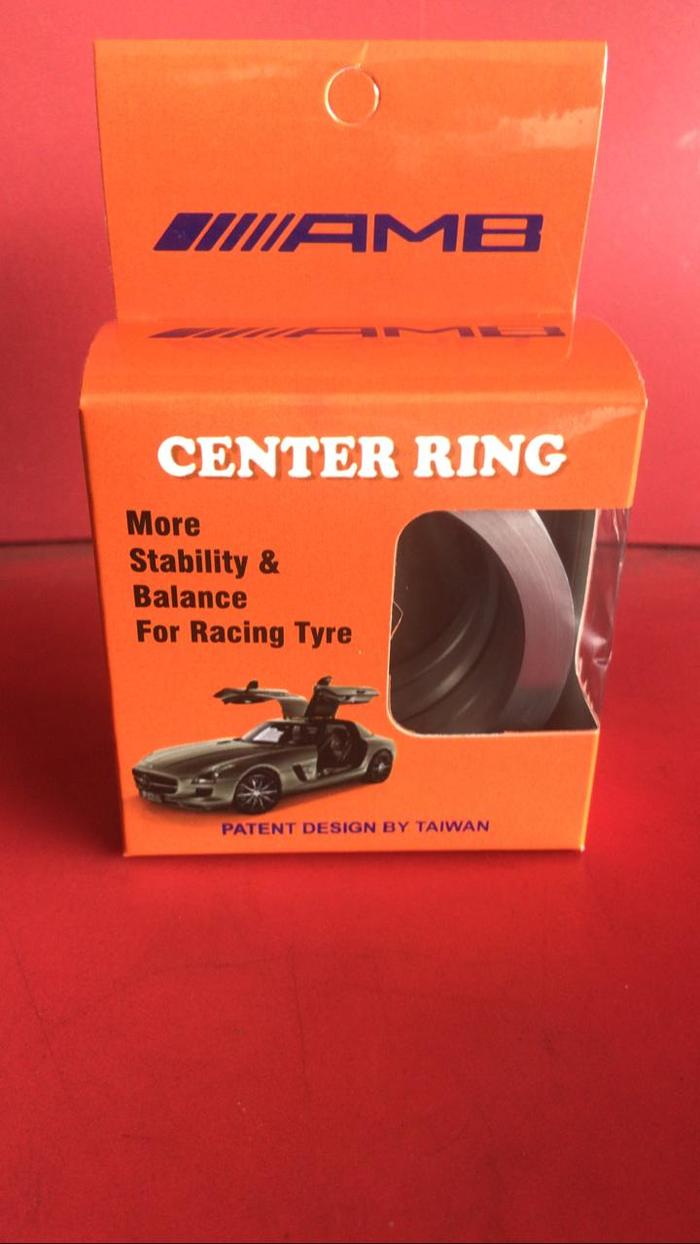 AMB
AMB
CENTER RING
More
Stability &
Balance
For Racing Tyre
PATENT DESIGN BY TAIWAN